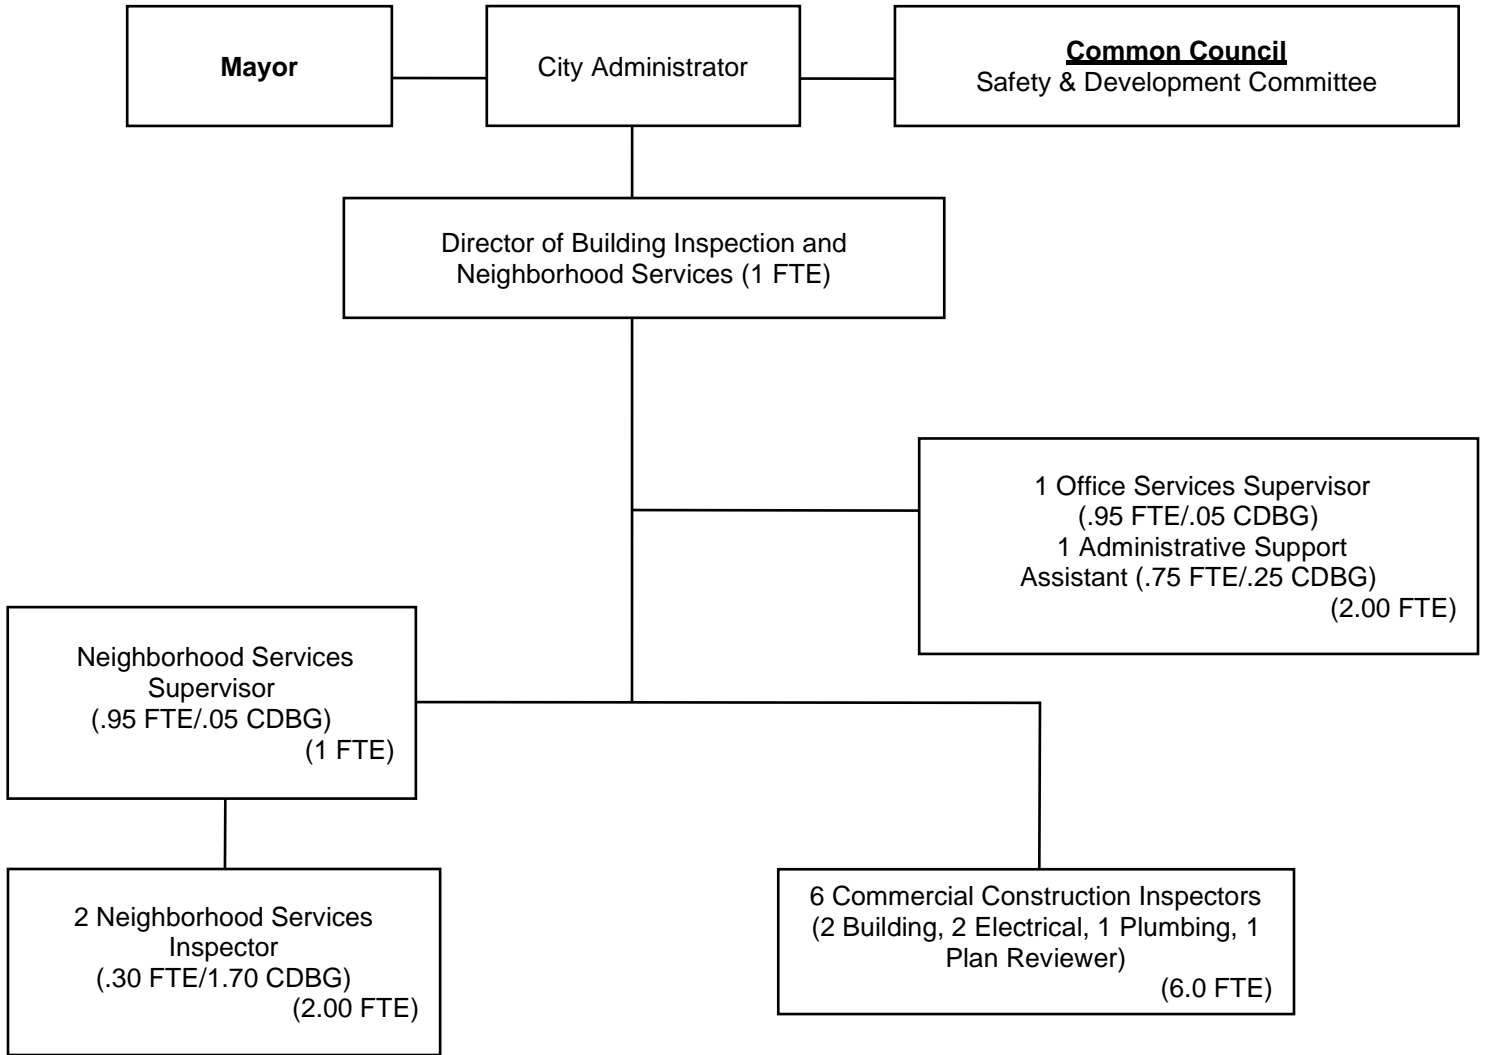 Mayor
City Administrator
Common Council
Safety & Development Committee
Director of Building Inspection and
Neighborhood Services (1 FTE)
1 Office Services Supervisor
(.95 FTE/.05 CDBG)
1 Administrative Support
Assistant (.75 FTE/.25 CDBG)
(2.00 FTE)
Neighborhood Services
Supervisor
(.95 FTE/.05 CDBG)
(1 FTE)
2 Neighborhood Services
Inspector
(.30 FTE/1.70 CDBG)
(2.00 FTE)
6 Commercial Construction Inspectors
(2 Building, 2 Electrical, 1 Plumbing, 1
Plan Reviewer)
(6.0 FTE)